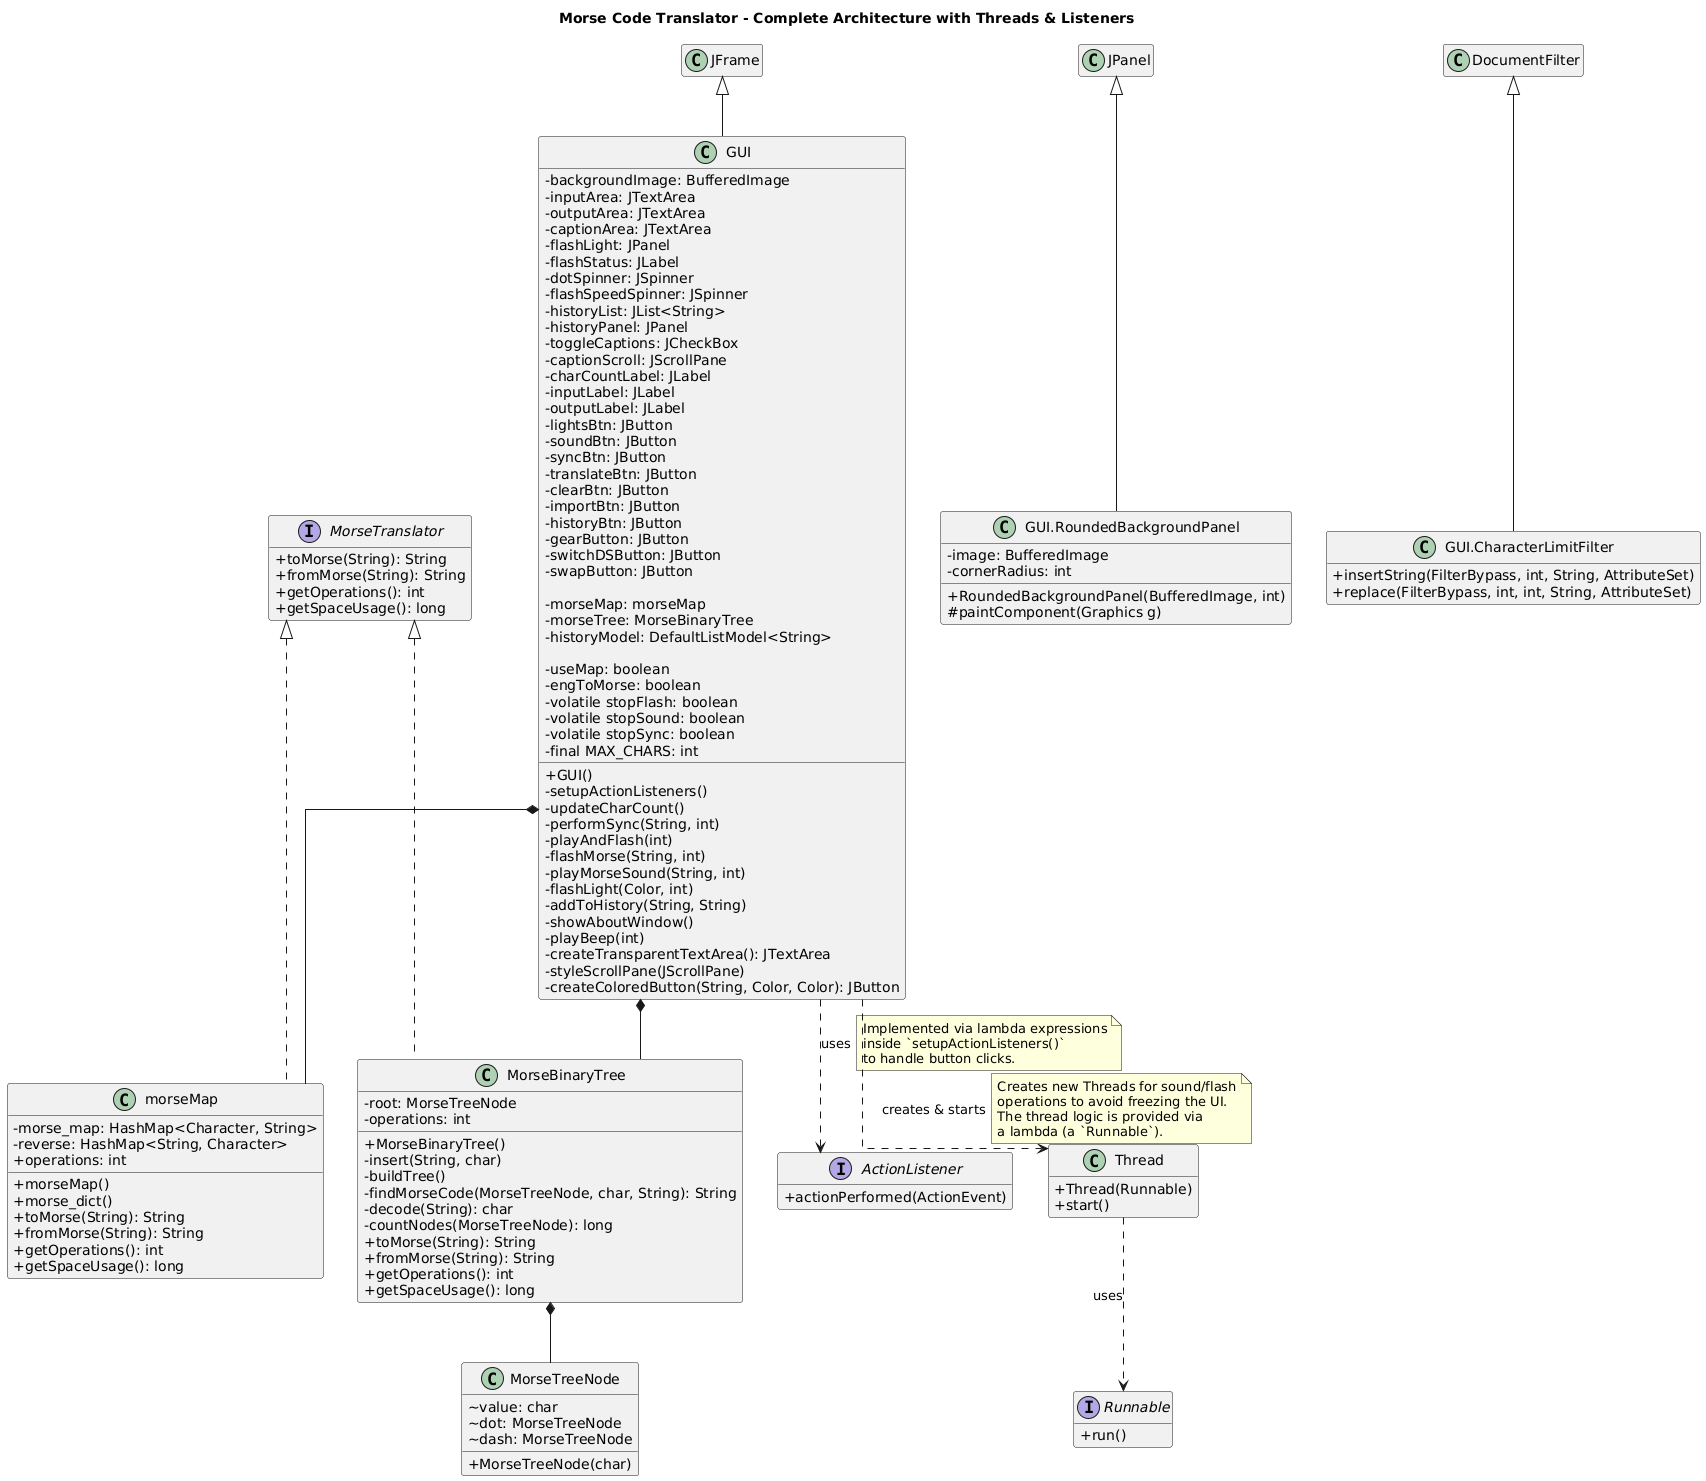 Morse Code Translator - Complete Architecture with Threads & Listeners
C JFrame
C JPanel
C DocumentFilter
C GUI
-backgroundImage: BufferedImage
-inputArea: JTextArea
-outputArea: JTextArea
-captionArea: JTextArea
-flashLight: JPanel
-flashStatus: JLabel
-dotSpinner: JSpinner
-flashSpeedSpinner: JSpinner
-historyList: JList<String>
-historyPanel: JPanel
-toggleCaptions: JCheckBox
-captionScroll: JScrollPane
-charCountLabel: JLabel
-inputLabel: JLabel
-outputLabel: JLabel
-lightsBtn: JButton
-soundBtn: JButton
-syncBtn: JButton
-translateBtn: JButton
-clearBtn: JButton
-importBtn: JButton
-historyBtn: JButton
-gearButton: JButton
-switchDSButton: JButton
-swapButton: JButton
-morseMap: morseMap
-morseTree: MorseBinaryTree
-historyModel: DefaultListModel<String>
-useMap: boolean
-engToMorse: boolean
-volatile stopFlash: boolean
-volatile stopSound: boolean
-volatile stopSync: boolean
-final MAX_CHARS: int
+GUI()
-setupActionListeners()
-updateCharCount()
-performSync(String, int)
-playAndFlash(int)
-flashMorse(String, int)
-playMorseSound(String, int)
-flashLight(Color, int)
-addToHistory(String, String)
-showAboutWindow()
-playBeep(int)
-createTransparentTextArea(): JTextArea
-styleScrollPane(JScrollPane)
-createColoredButton(String, Color, Color): JButton
I MorseTranslator
+toMorse(String): String
+fromMorse(String): String
+getOperations(): int
+getSpaceUsage(): long
C GUI.RoundedBackgroundPanel
-image: BufferedImage
-cornerRadius: int
+RoundedBackgroundPanel(BufferedImage, int)
#paintComponent(Graphics g)
C GUI.CharacterLimitFilter
+insertString(FilterBypass, int, String, AttributeSet)
+replace(FilterBypass, int, int, String, AttributeSet)
uses
Implemented via lambda expressions
inside `setupActionListeners()`
to handle button clicks.
creates & starts
Creates new Threads for sound/flash
operations to avoid freezing the UI.
The thread logic is provided via
a lambda (a `Runnable`).
C morseMap
-morse_map: HashMap<Character, String>
-reverse: HashMap<String, Character>
+operations: int
+morseMap()
+morse_dict()
+toMorse(String): String
+fromMorse(String): String
+getOperations(): int
+getSpaceUsage(): long
C MorseBinaryTree
-root: MorseTreeNode
-operations: int
+MorseBinaryTree()
-insert(String, char)
-buildTree()
-findMorseCode(MorseTreeNode, char, String): String
-decode(String): char
-countNodes(MorseTreeNode): long
+toMorse(String): String
+fromMorse(String): String
+getOperations(): int
+getSpaceUsage(): long
I ActionListener
+actionPerformed(ActionEvent)
C Thread
+Thread(Runnable)
+start()
uses
C MorseTreeNode
~value: char
~dot: MorseTreeNode
~dash: MorseTreeNode
+MorseTreeNode(char)
I Runnable
+run()